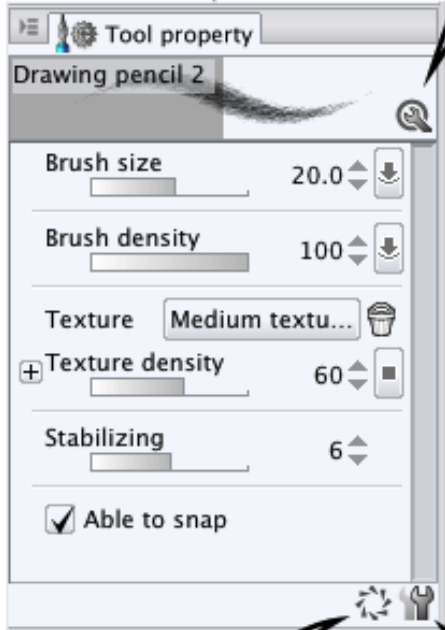 Tool property
Drawing pencil 2
Brush size 20.0
Brush density 100
Texture Medium textu...
Texture density 60
Stabilizing 6
Able to snap